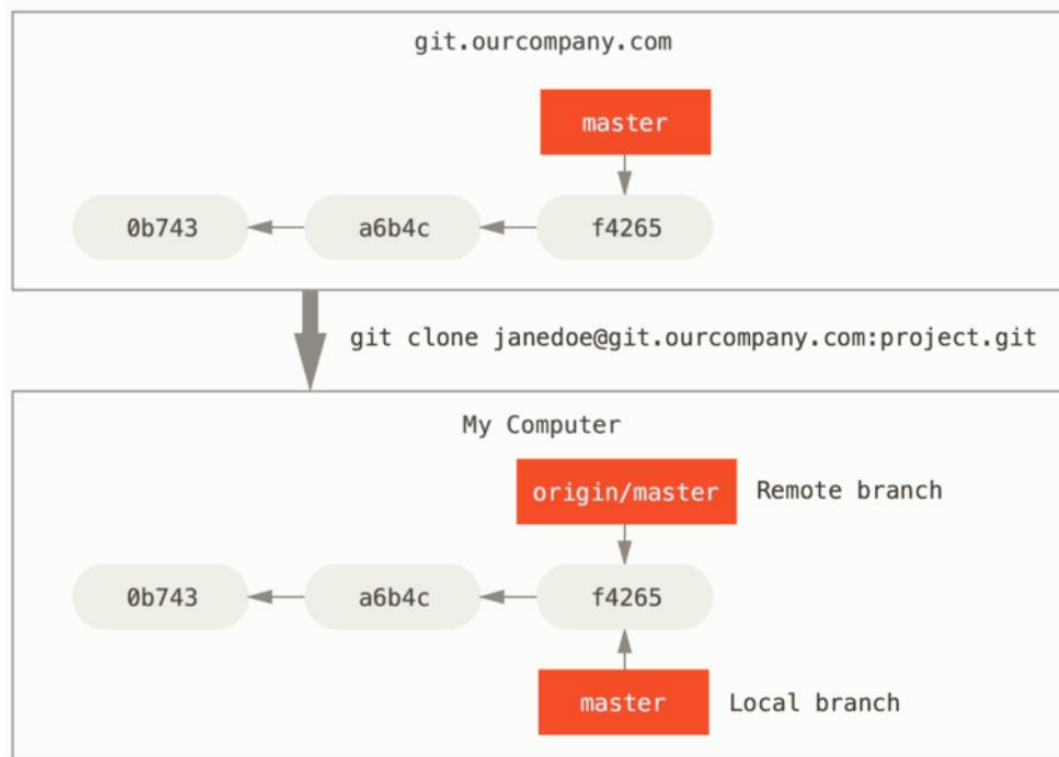 git.ourcompany.com
master
0b743 a6b4c f4265
git clone janedoe@git.ourcompany.com:project.git
My Computer
origin/master Remote branch
0b743 a6b4c f4265
master Local branch